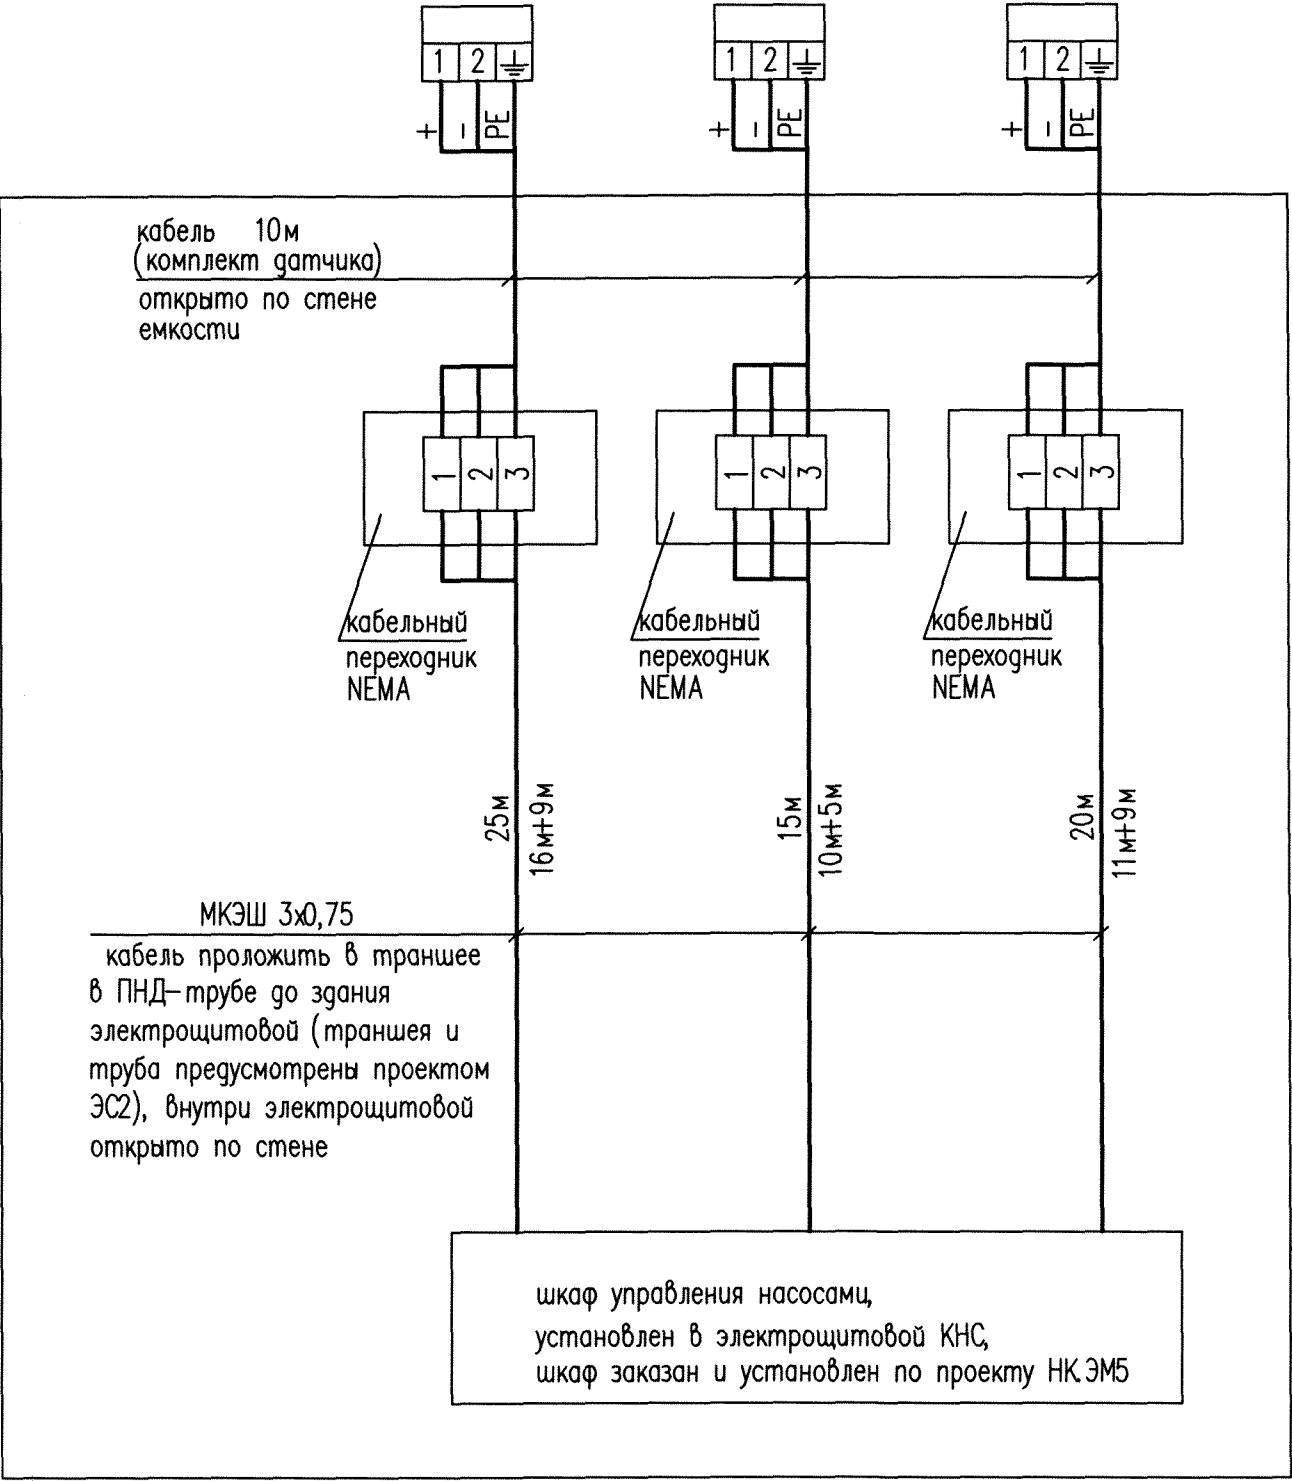 1 2
1 2
1 2
+ – PE
+ – PE
+ – PE
кабель 10м
(комплект датчика)
открыто по стене
емкости
1 2 3
1 2 3
1 2 3
кабельный
переходник
NEMA
кабельный
переходник
NEMA
кабельный
переходник
NEMA
25м
16м+9м
15м
10м+5м
20м
11м+9м
МКЭШ 3х0,75
кабель проложить в траншее
в ПНД-трубе до здания
электрощитовой (траншея и
труба предусмотрены проектом
ЭС2), внутри электрощитовой
открыто по стене
шкаф управления насосами,
установлен в электрощитовой КНС,
шкаф заказан и установлен по проекту НК.ЭМ5